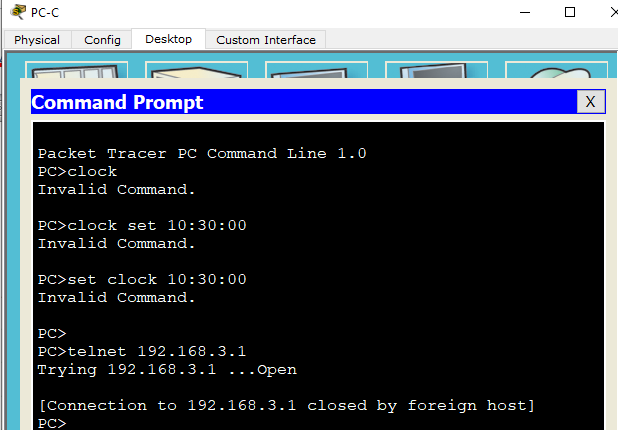 PC-C
Physical Config Desktop Custom Interface
Command Prompt X
Packet Tracer PC Command Line 1.0
PC>clock
Invalid Command.
PC>clock set 10:30:00
Invalid Command.
PC>set clock 10:30:00
Invalid Command.
PC>
PC>telnet 192.168.3.1
Trying 192.168.3.1 ...Open
[Connection to 192.168.3.1 closed by foreign host]
PC>